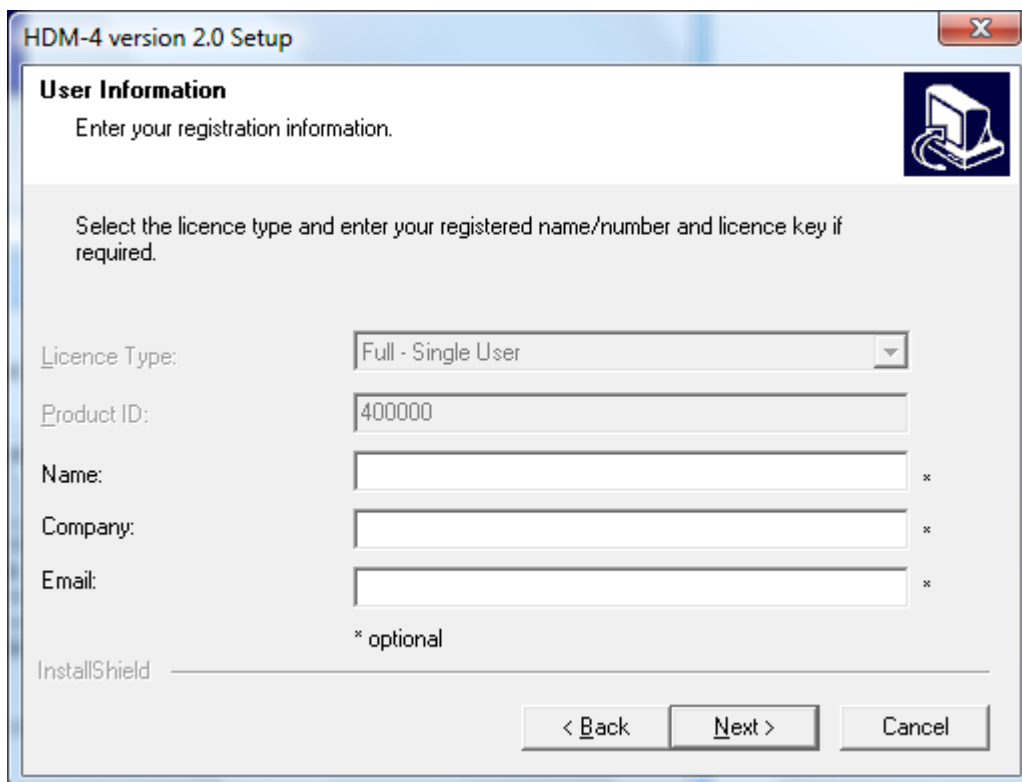 HDM-4 version 2.0 Setup
User Information
Enter your registration information.
Select the licence type and enter your registered name/number and licence key if
required.
Licence Type:
Full - Single User
Product ID:
400000
Name:
*
Company:
*
Email:
*
* optional
InstallShield
< Back
Next >
Cancel